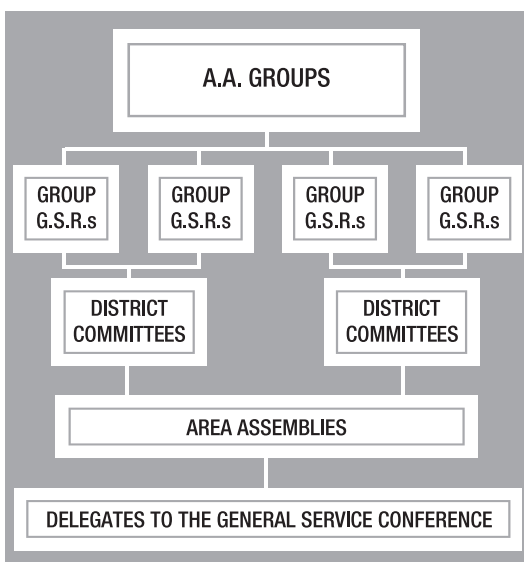 A.A. GROUPS
GROUP
G.S.R.s
GROUP
G.S.R.s
GROUP
G.S.R.s
GROUP
G.S.R.s
DISTRICT
COMMITTEES
DISTRICT
COMMITTEES
AREA ASSEMBLIES
DELEGATES TO THE GENERAL SERVICE CONFERENCE